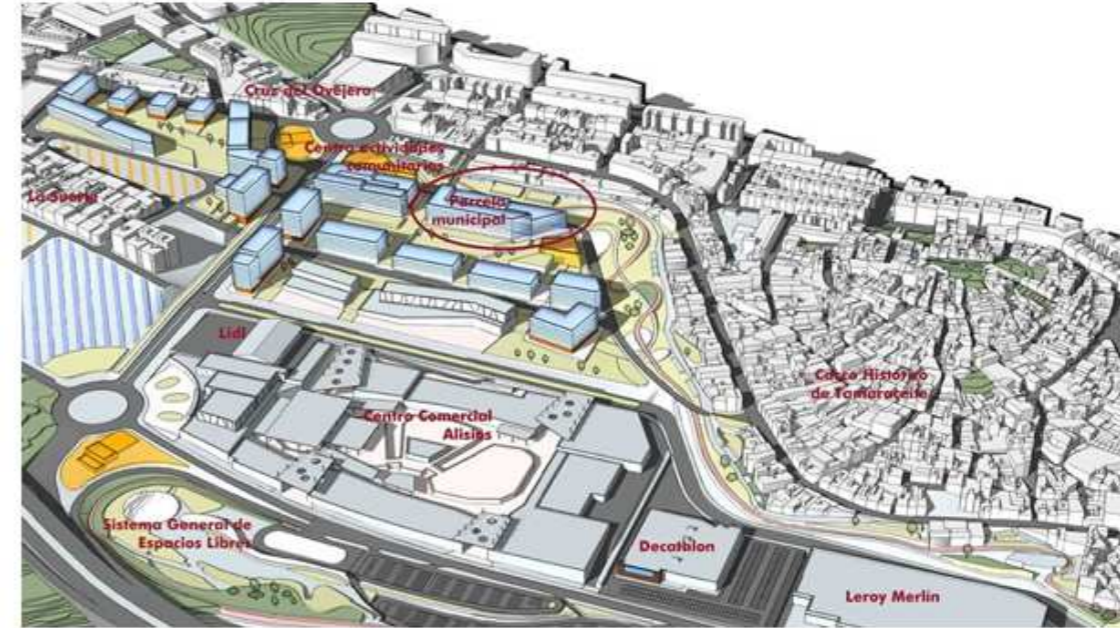 Cruz del Ovejero
Centro actividades
comunitarias
La Suerte
Parcela
municipal
Lidl
Casco Histórico
de Tamaraceite
Centro Comercial
Alisios
Sistema General de
Espacios Libres
Decathlon
Leroy Merlin